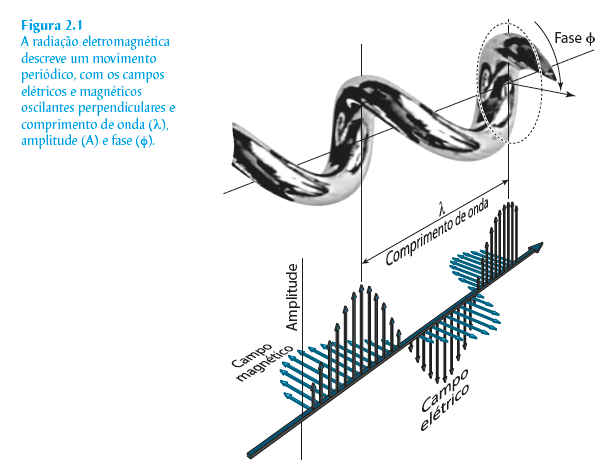 Figura 2.1
A radiação eletromagnética
descreve um movimento
periódico, com os campos
elétricos e magnéticos
oscilantes perpendiculares e
comprimento de onda (λ),
amplitude (A) e fase (ϕ).
Fase ϕ
λ
Comprimento de onda
Amplitude
Campo
magnético
Campo
elétrico